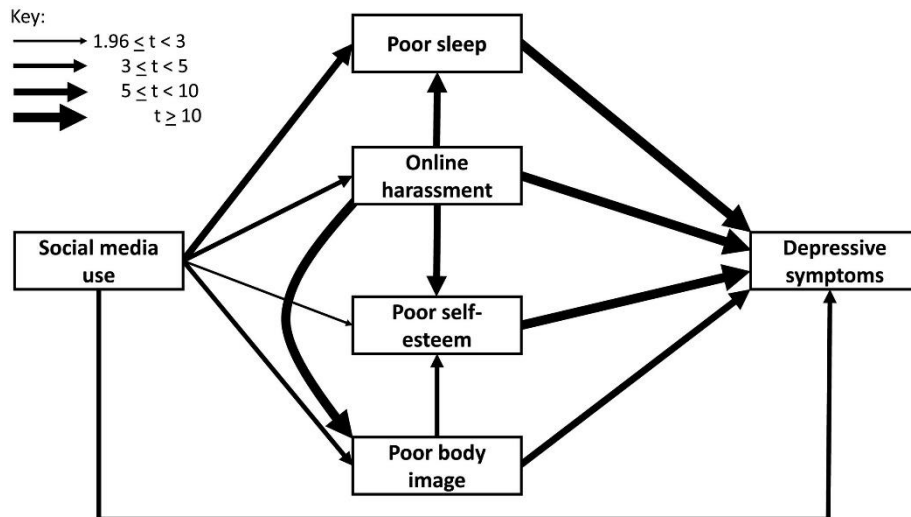 Key:
1.96 < t < 3
3 < t < 5
5 < t < 10
t > 10
Poor sleep
Online
harassment
Social media
use
Depressive
symptoms
Poor self-
esteem
Poor body
image